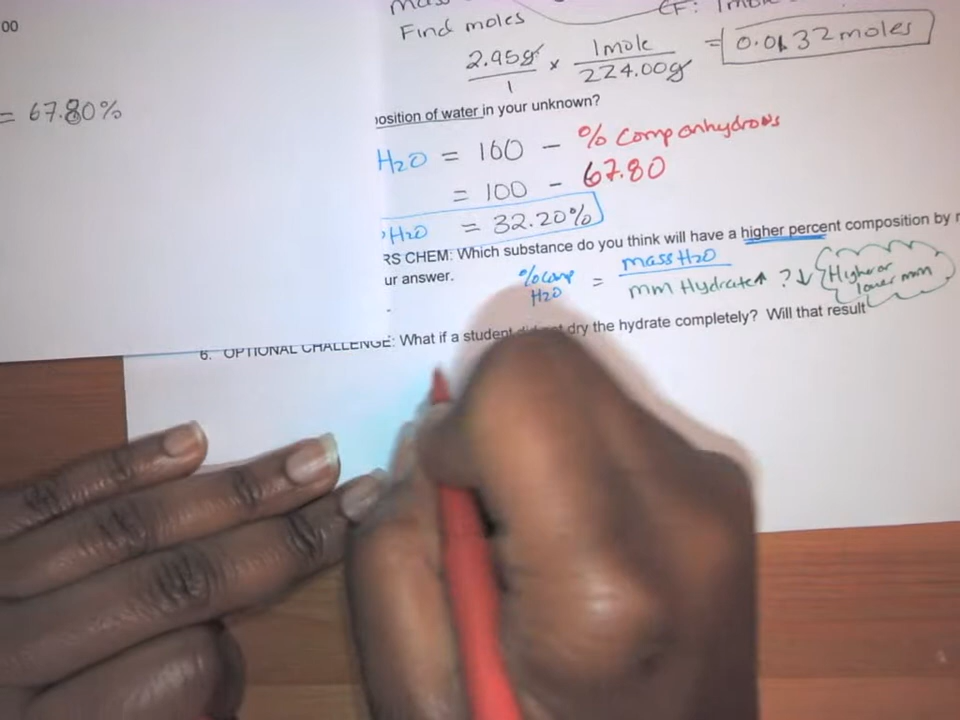 00
= 67.80%
Find moles
2.95g/1 x 1mole/224.00g = 0.0132 moles
position of water in your unknown?
H₂O = 100 - % comp anhydrous
= 100 - 67.80
H₂O = 32.20%
RS CHEM: Which substance do you think will have a higher percent composition by
ur answer.
%comp H₂O = mass H₂O / mm Hydrate↑ ?↓ Higher or lower mm
6. OPTIONAL CHALLENGE: What if a student dry the hydrate completely? Will that result